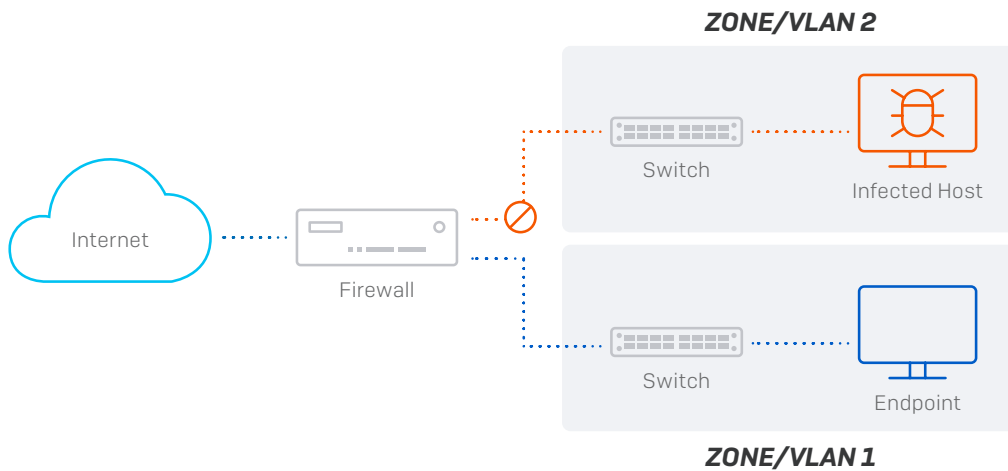 ZONE/VLAN 2
Switch
Infected Host
Internet
Firewall
Switch
Endpoint
ZONE/VLAN 1